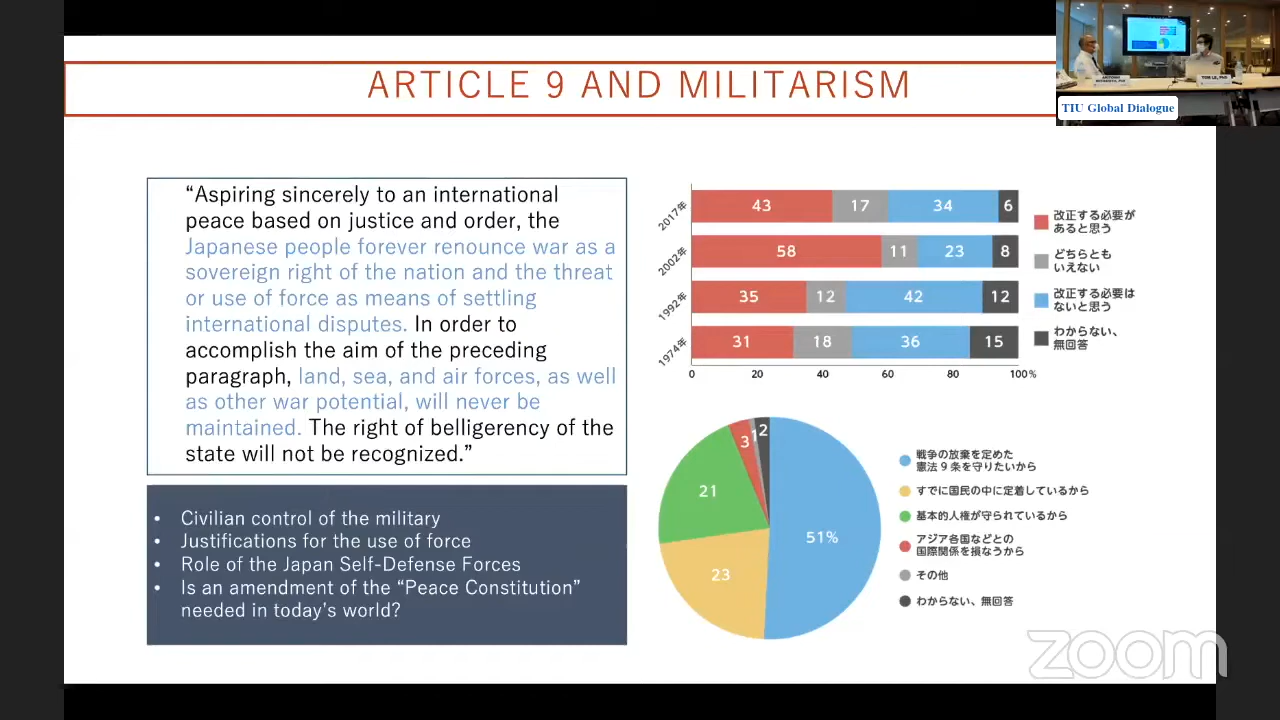 ARTICLE 9 AND MILITARISM
TIU Global Dialogue
TOM LE, PhD
“Aspiring sincerely to an international
peace based on justice and order, the
Japanese people forever renounce war as a
sovereign right of the nation and the threat
or use of force as means of settling
international disputes. In order to
accomplish the aim of the preceding
paragraph, land, sea, and air forces, as well
as other war potential, will never be
maintained. The right of belligerency of the
state will not be recognized.”
• Civilian control of the military
• Justifications for the use of force
• Role of the Japan Self-Defense Forces
• Is an amendment of the “Peace Constitution”
needed in today’s world?
2017年 43 17 34 6
2002年 58 11 23 8
1992年 35 12 42 12
1974年 31 18 36 15
0 20 40 60 80 100%
改正する必要が
あると思う
どちらとも
いえない
改正する必要は
ないと思う
わからない、
無回答
51%
23
21
3
1
2
戦争の放棄を定めた
憲法9条を守りたいから
すでに国民の中に定着しているから
基本的人権が守られているから
アジア各国などとの
国際関係を損なうから
その他
わからない、無回答
zoom